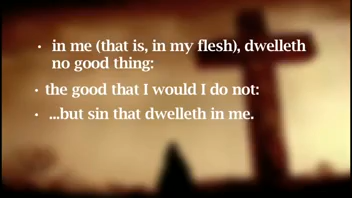 • in me (that is, in my flesh), dwelleth
no good thing:
• the good that I would I do not:
• ...but sin that dwelleth in me.